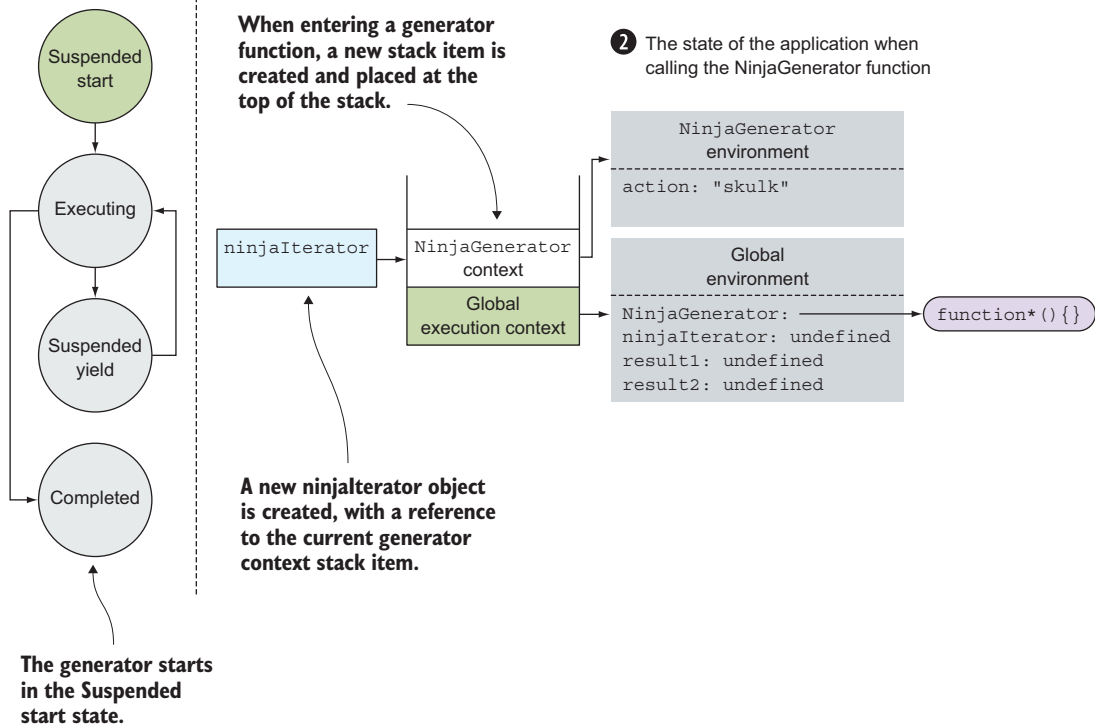 Suspended
start
Executing
Suspended
yield
Completed
The generator starts
in the Suspended
start state.
When entering a generator
function, a new stack item is
created and placed at the
top of the stack.
❷ The state of the application when
calling the NinjaGenerator function
ninjaIterator
NinjaGenerator
context
Global
execution context
NinjaGenerator
environment
action: "skulk"
Global
environment
NinjaGenerator:
ninjaIterator: undefined
result1: undefined
result2: undefined
function*(){}
A new ninjaIterator object
is created, with a reference
to the current generator
context stack item.